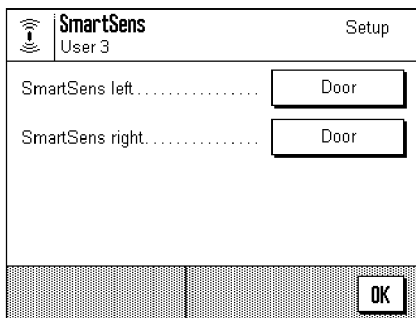 SmartSens Setup
User 3
SmartSens left................ Door
SmartSens right.............. Door
OK